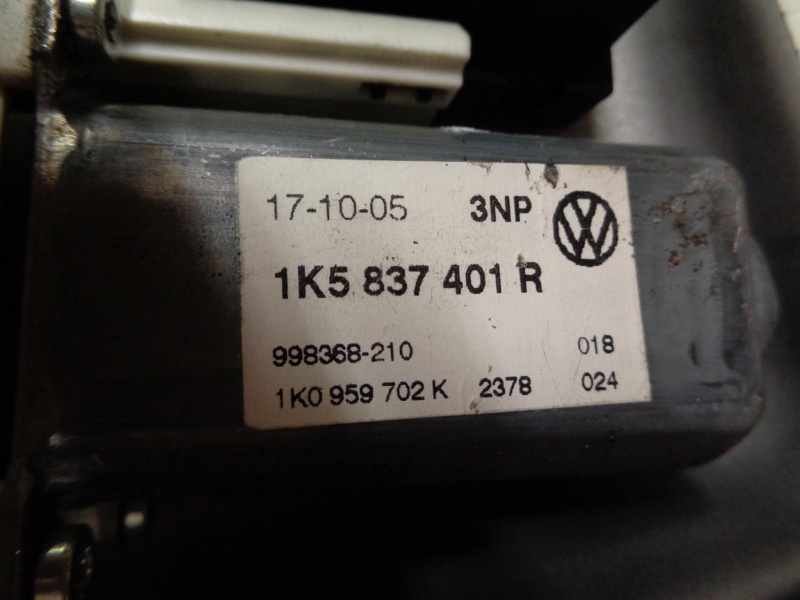 17-10-05 3NP
1K5 837 401 R
998368-210 018
1K0 959 702 K 2378 024